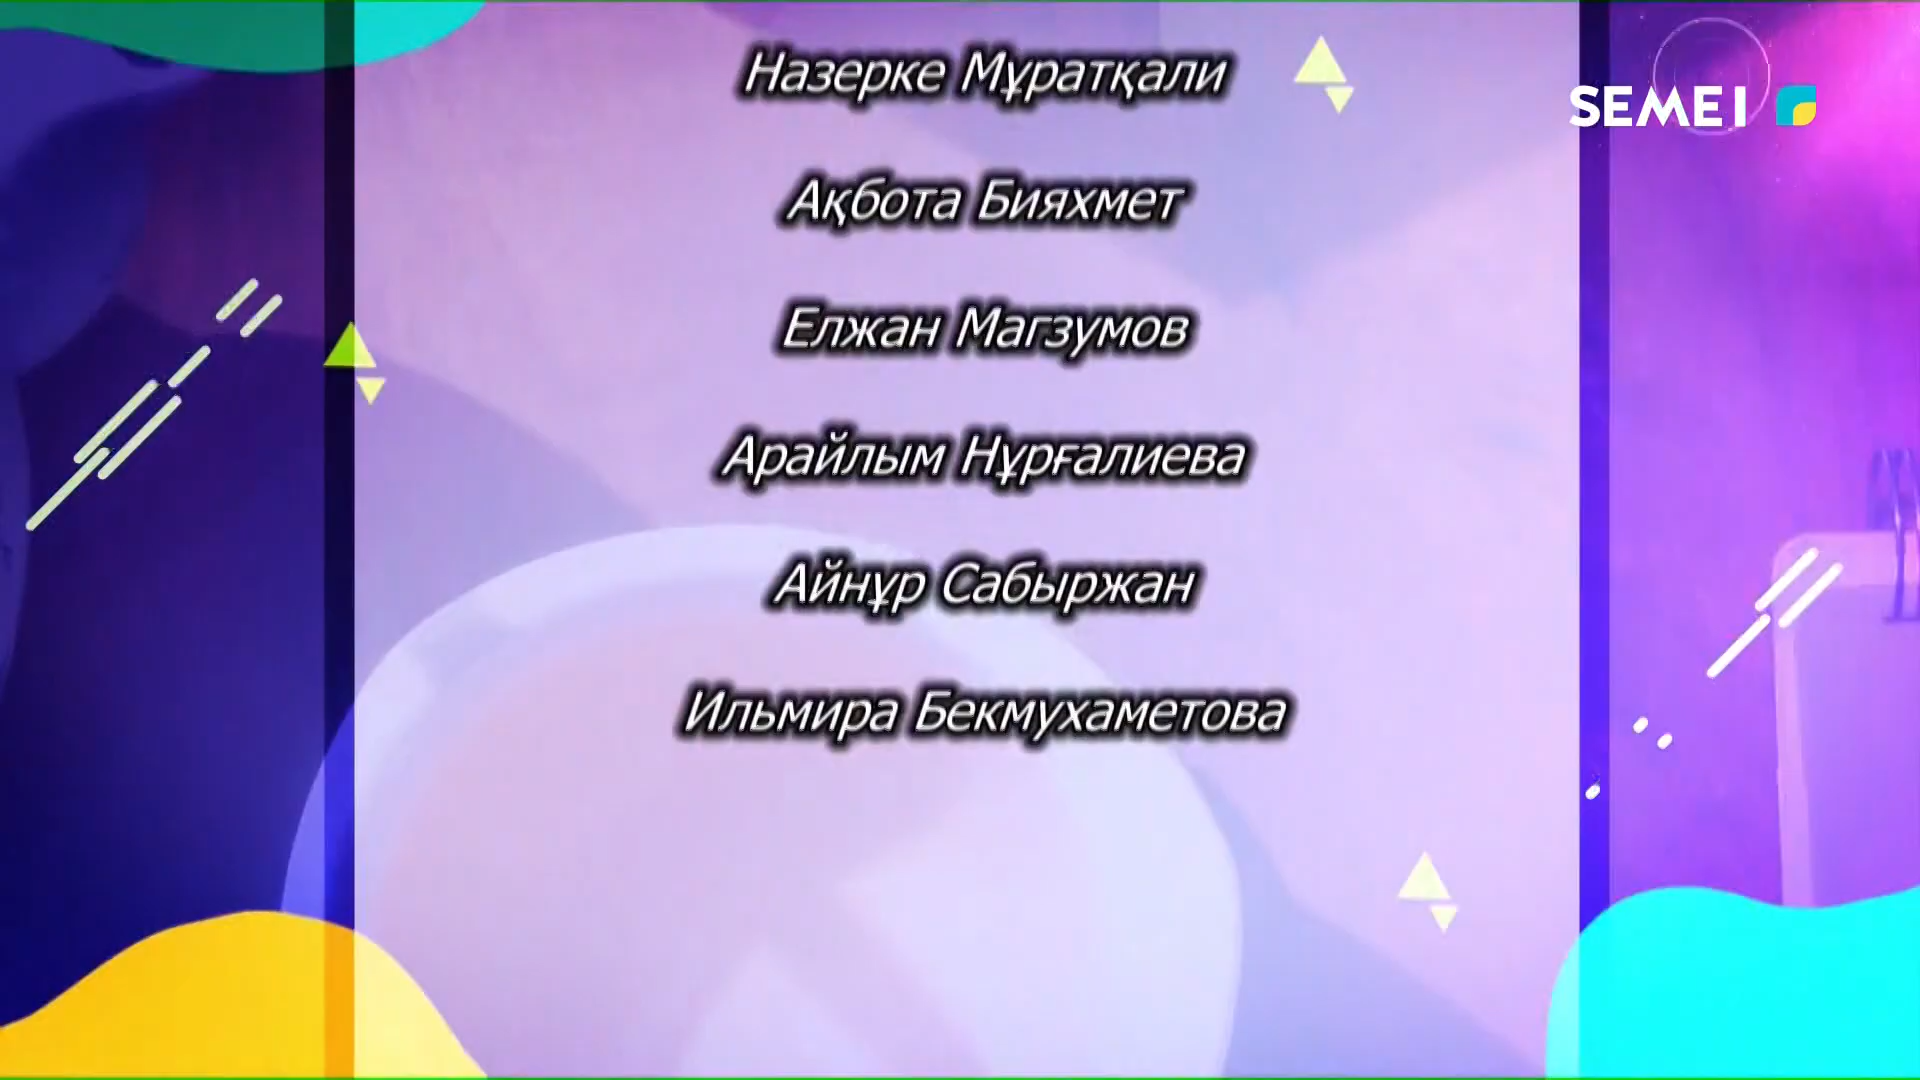 Назерке Мұратқали
SEMEI
Ақбота Бияхмет
Елжан Магзумов
Арайлым Нұрғалиева
Айнұр Сабыржан
Ильмира Бекмухаметова